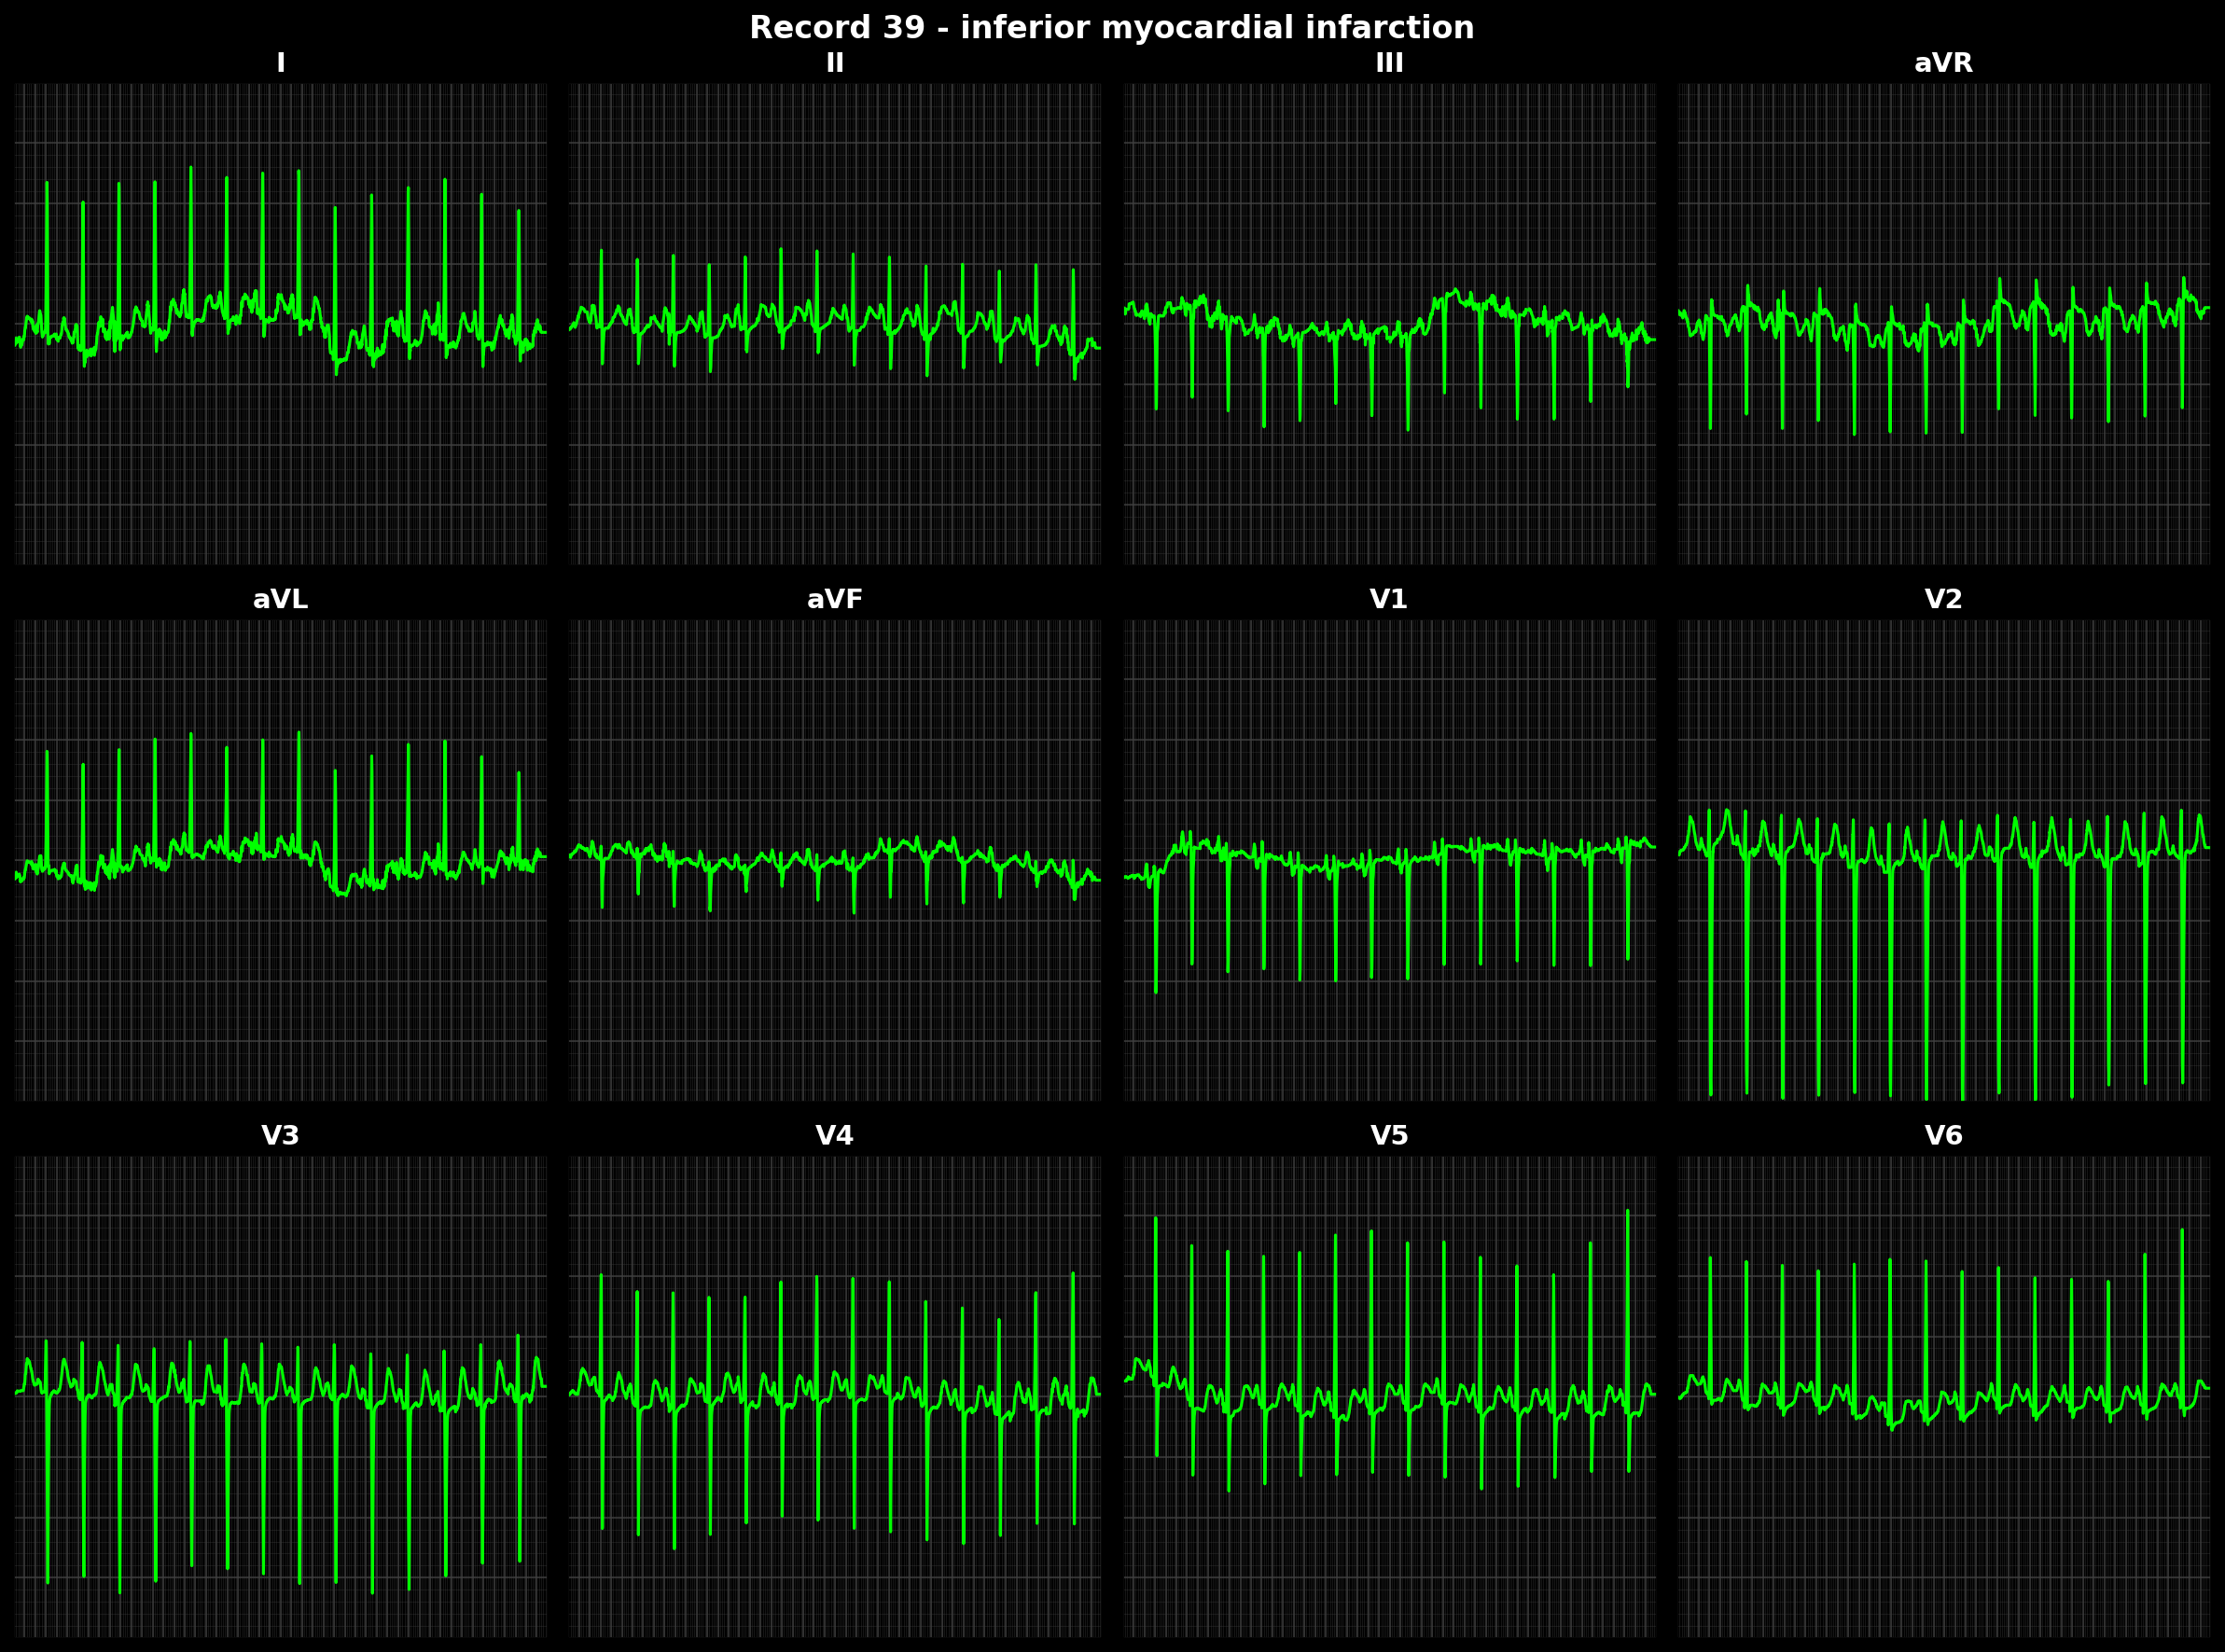 Record 39 - inferior myocardial infarction
I
II
III
aVR
aVL
aVF
V1
V2
V3
V4
V5
V6